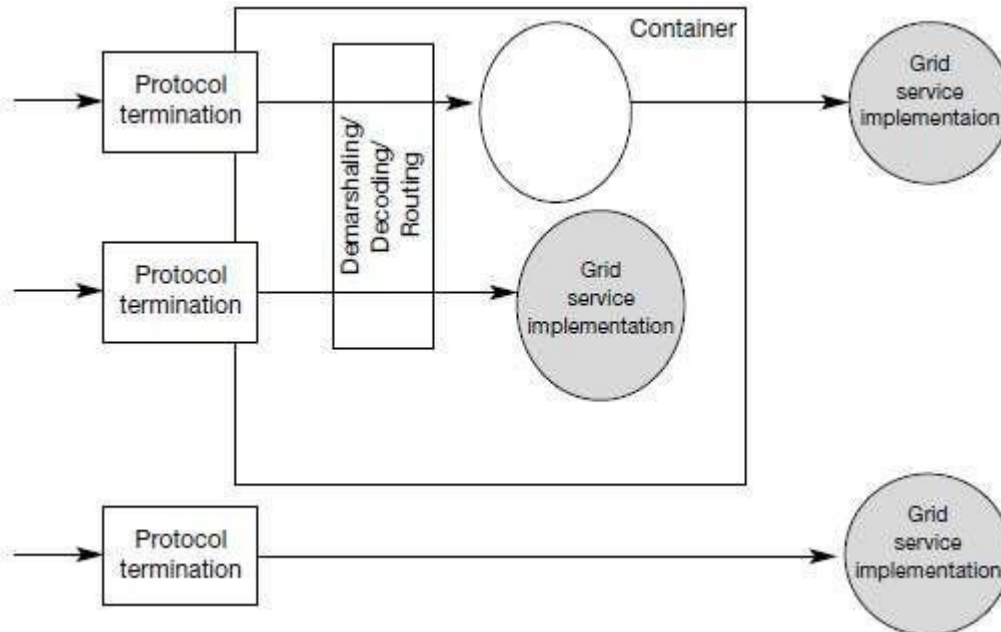 Container
Protocol
termination
Demarshaling/
Decoding/
Routing
Grid
service
implementaion
Protocol
termination
Grid
service
implementation
Protocol
termination
Grid
service
implementation